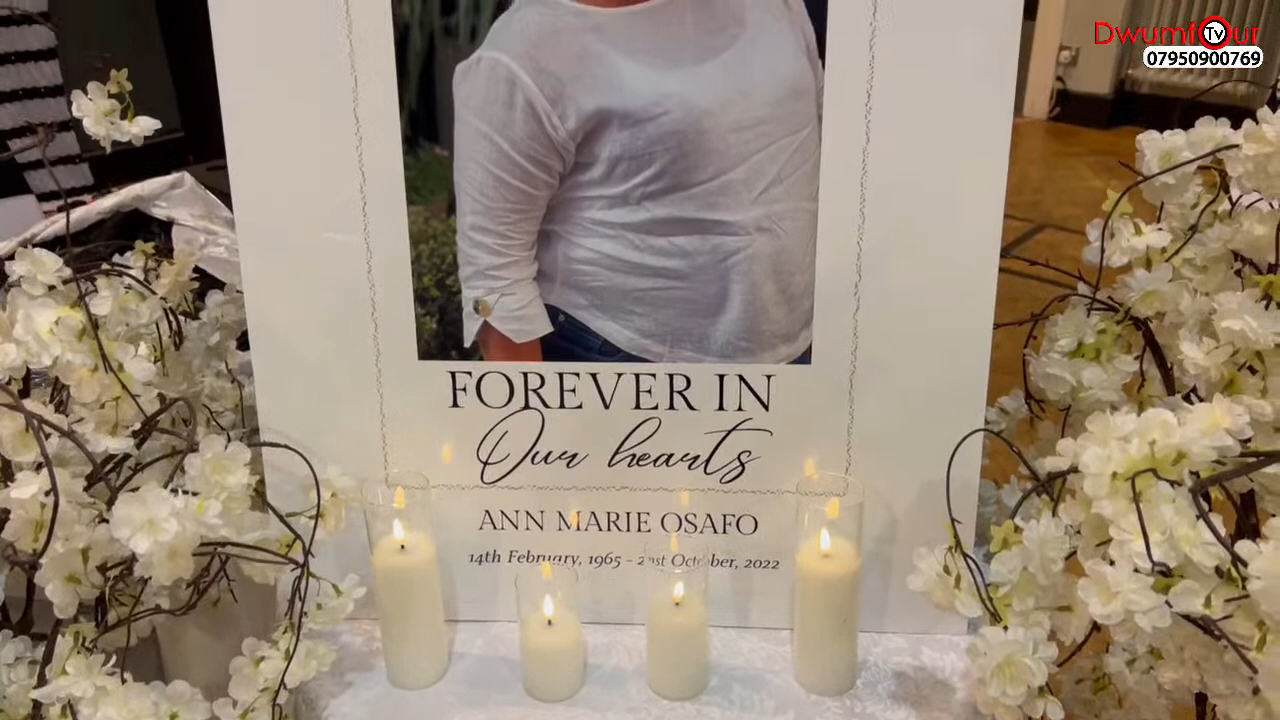 Dwumfour
Tv
07950900769
FOREVER IN
Our hearts
ANN MARIE OSAFO
14th February, 1965 - 21st October, 2022